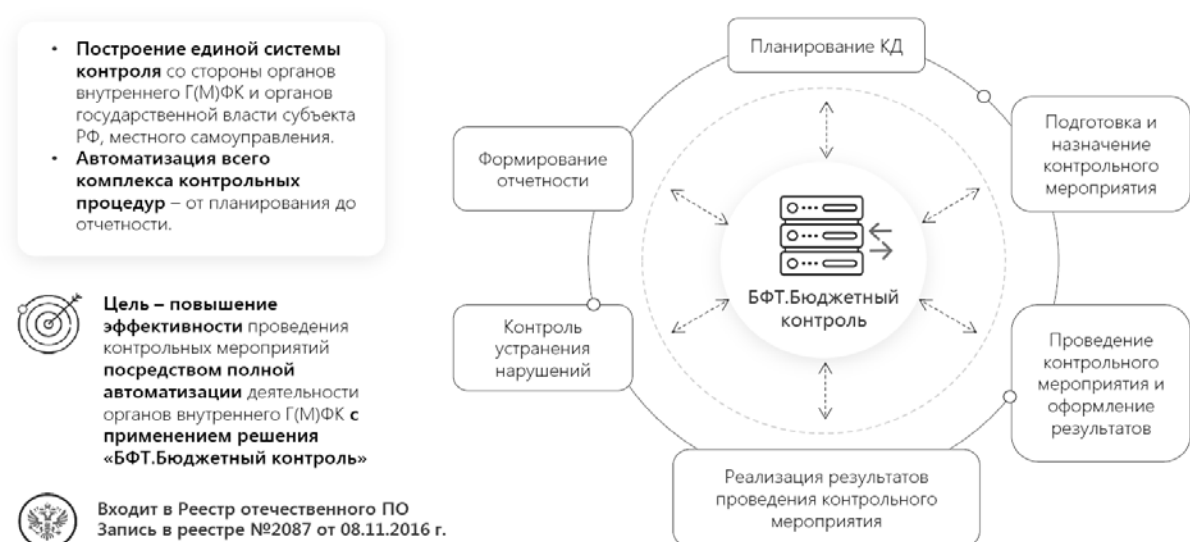 • Построение единой системы
контроля со стороны органов
внутреннего Г(М)ФК и органов
государственной власти субъекта
РФ, местного самоуправления.
• Автоматизация всего
комплекса контрольных
процедур – от планирования до
отчетности.
Цель – повышение
эффективности проведения
контрольных мероприятий
посредством полной
автоматизации деятельности
органов внутреннего Г(М)ФК с
применением решения
«БФТ.Бюджетный контроль»
Входит в Реестр отечественного ПО
Запись в реестре №2087 от 08.11.2016 г.
Планирование КД
Подготовка и
назначение
контрольного
мероприятия
Проведение
контрольного
мероприятия и
оформление
результатов
Реализация результатов
проведения контрольного
мероприятия
Контроль
устранения
нарушений
Формирование
отчетности
БФТ.Бюджетный
контроль